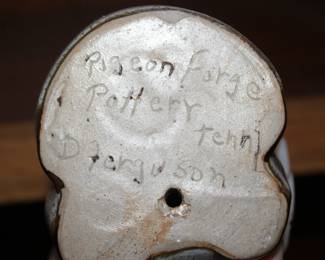 Pigeon Forge
Pottery
Tenn
D Ferguson